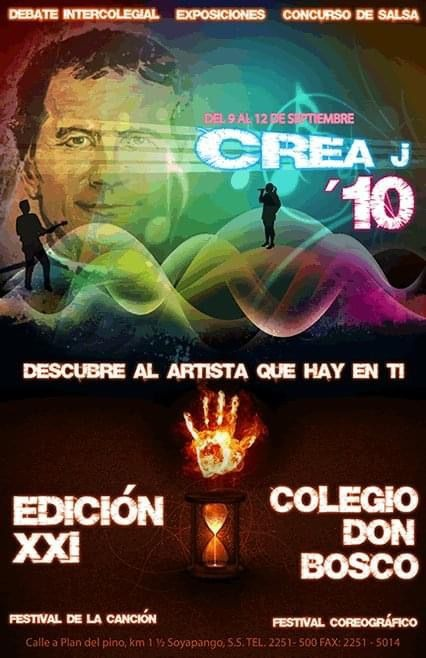 DEBATE INTERCOLEGIAL EXPOSICIONES CONCURSO DE SALSA
DEL 9 AL 12 DE SEPTIEMBRE
CREA J
´10
DESCUBRE AL ARTISTA QUE HAY EN TI
EDICIÓN
XXI
COLEGIO
DON
BOSCO
FESTIVAL DE LA CANCIÓN
FESTIVAL COREOGRÁFICO
Calle a Plan del pino, km 1 ½ Soyapango, S.S. TEL. 2251- 500 FAX: 2251 - 5014